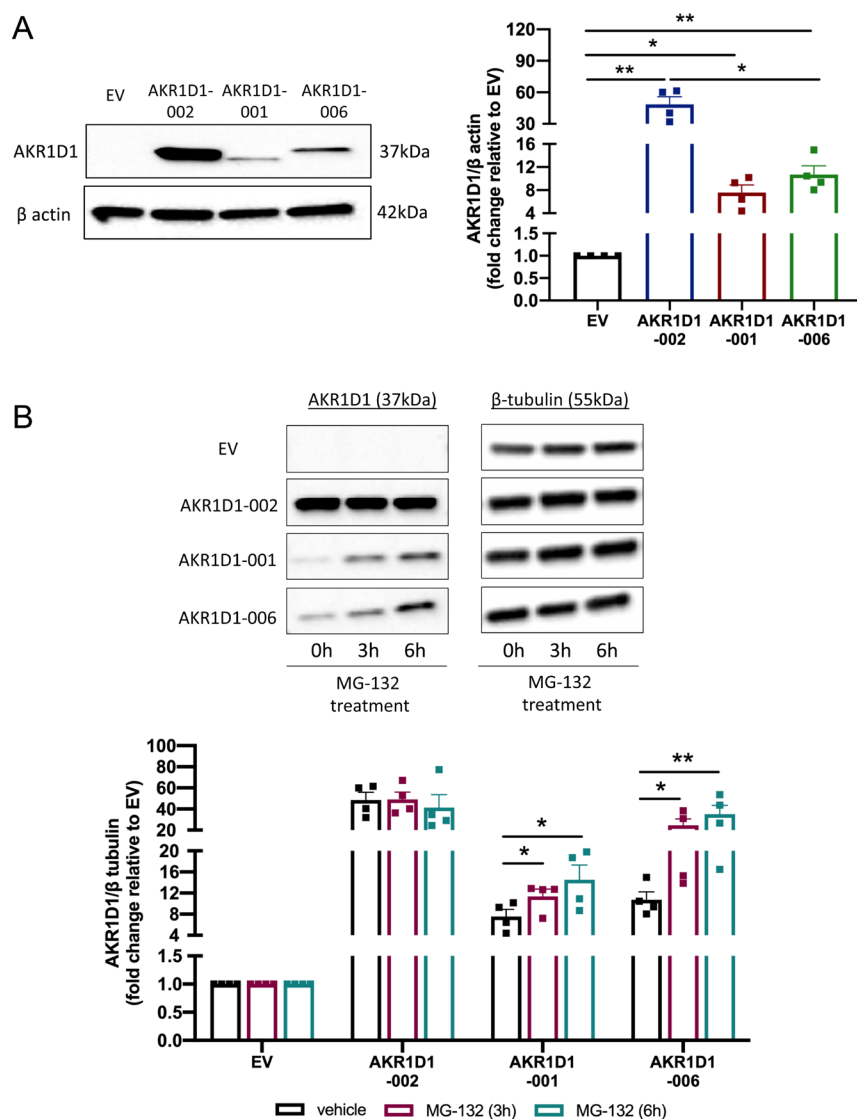 A
EV
AKR1D1-
002
AKR1D1-
001
AKR1D1-
006
AKR1D1
37kDa
β actin
42kDa
AKR1D1/β actin
(fold change relative to EV)
120
90
60
30
16
12
8
4
1.0
0.5
0.0
**
*
**
*
EV
AKR1D1
-002
AKR1D1
-001
AKR1D1
-006
B
AKR1D1 (37kDa)
β-tubulin (55kDa)
EV
AKR1D1-002
AKR1D1-001
AKR1D1-006
0h 3h 6h
0h 3h 6h
MG-132
treatment
MG-132
treatment
AKR1D1/β tubulin
(fold change relative to EV)
100
80
60
40
20
20
16
12
8
4
1.5
1.0
0.5
0.0
*
*
**
*
EV
AKR1D1
-002
AKR1D1
-001
AKR1D1
-006
vehicle MG-132 (3h) MG-132 (6h)